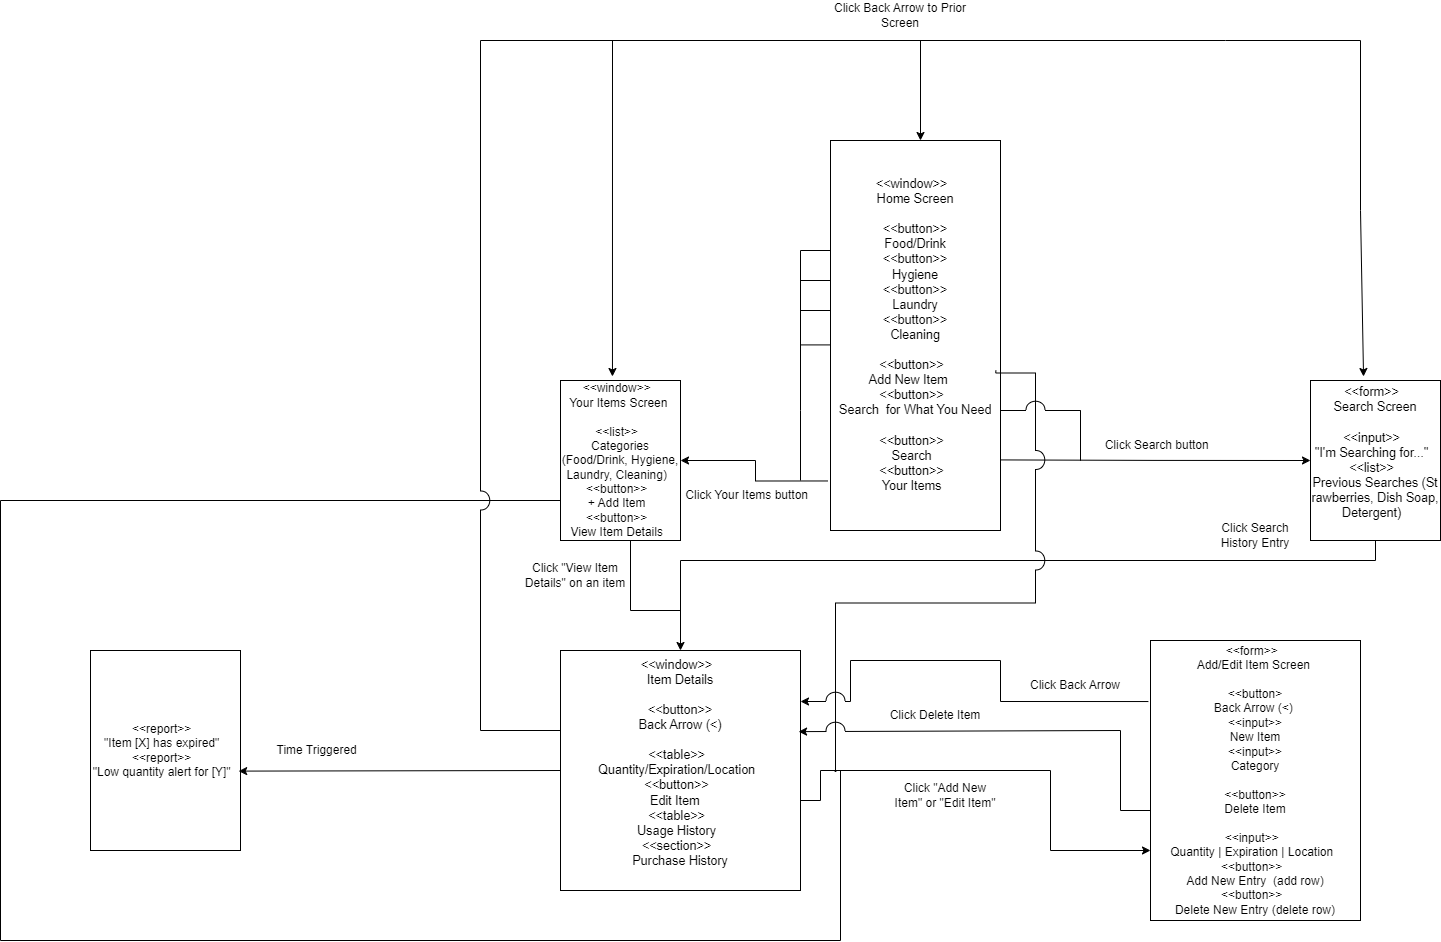 Click Back Arrow to Prior
Screen
<<window>>
Home Screen
<<button>>
Food/Drink
<<button>>
Hygiene
<<button>>
Laundry
<<button>>
Cleaning
<<button>>
Add New Item
<<button>>
Search  for What You Need
<<button>>
Search
<<button>>
Your Items
<<window>>
Your Items Screen
<<list>>
Categories
(Food/Drink, Hygiene,
Laundry, Cleaning)
<<button>>
+ Add Item
<<button>>
View Item Details
Click Your Items button
Click Search button
<<form>>
Search Screen
<<input>>
"I'm Searching for..."
<<list>>
Previous Searches (St
rawberries, Dish Soap,
Detergent)
Click Search
History Entry
Click "View Item
Details" on an item
<<window>>
Item Details
<<button>>
Back Arrow (<)
<<table>>
Quantity/Expiration/Location
<<button>>
Edit Item
<<table>>
Usage History
<<section>>
Purchase History
Time Triggered
<<report>>
"Item [X] has expired"
<<report>>
"Low quantity alert for [Y]"
Click Back Arrow
Click Delete Item
Click "Add New
Item" or "Edit Item"
<<form>>
Add/Edit Item Screen
<<button>
Back Arrow (<)
<<input>>
New Item
<<input>>
Category
<<button>>
Delete Item
<<input>>
Quantity | Expiration | Location
<<button>>
Add New Entry  (add row)
<<button>>
Delete New Entry (delete row)